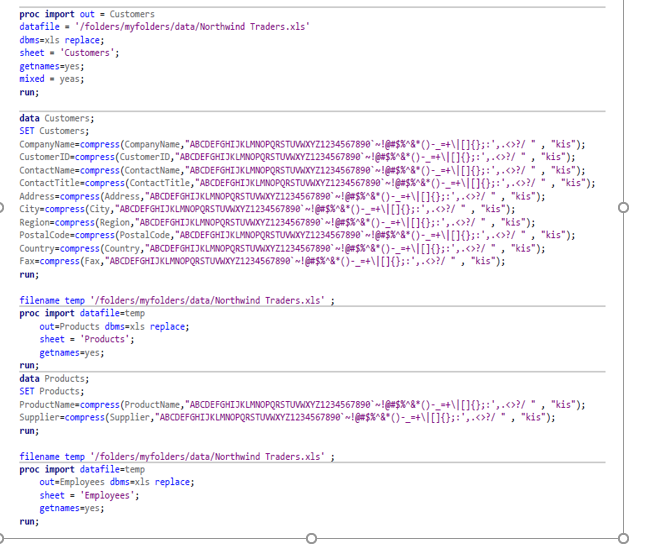 proc import out = Customers
datafile = '/folders/myfolders/data/Northwind Traders.xls'
dbms=xls replace;
sheet = 'Customers';
getnames=yes;
mixed = yeas;
run;
data Customers;
SET Customers;
CompanyName=compress(CompanyName,"ABCDEFGHIJKLMNOPQRSTUVWXYZ1234567890`~!@#$%^&*()-_=+\|[]{};:',.<>?/ " , "kis");
CustomerID=compress(CustomerID,"ABCDEFGHIJKLMNOPQRSTUVWXYZ1234567890`~!@#$%^&*()-_=+\|[]{};:',.<>?/ " , "kis");
ContactName=compress(ContactName,"ABCDEFGHIJKLMNOPQRSTUVWXYZ1234567890`~!@#$%^&*()-_=+\|[]{};:',.<>?/ " , "kis");
ContactTitle=compress(ContactTitle,"ABCDEFGHIJKLMNOPQRSTUVWXYZ1234567890`~!@#$%^&*()-_=+\|[]{};:',.<>?/ " , "kis");
Address=compress(Address,"ABCDEFGHIJKLMNOPQRSTUVWXYZ1234567890`~!@#$%^&*()-_=+\|[]{};:',.<>?/ " , "kis");
City=compress(City,"ABCDEFGHIJKLMNOPQRSTUVWXYZ1234567890`~!@#$%^&*()-_=+\|[]{};:',.<>?/ " , "kis");
Region=compress(Region,"ABCDEFGHIJKLMNOPQRSTUVWXYZ1234567890`~!@#$%^&*()-_=+\|[]{};:',.<>?/ " , "kis");
PostalCode=compress(PostalCode,"ABCDEFGHIJKLMNOPQRSTUVWXYZ1234567890`~!@#$%^&*()-_=+\|[]{};:',.<>?/ " , "kis");
Country=compress(Country,"ABCDEFGHIJKLMNOPQRSTUVWXYZ1234567890`~!@#$%^&*()-_=+\|[]{};:',.<>?/ " , "kis");
Fax=compress(Fax,"ABCDEFGHIJKLMNOPQRSTUVWXYZ1234567890`~!@#$%^&*()-_=+\|[]{};:',.<>?/ " , "kis");
run;
filename temp '/folders/myfolders/data/Northwind Traders.xls' ;
proc import datafile=temp
out=Products dbms=xls replace;
sheet = 'Products';
getnames=yes;
run;
data Products;
SET Products;
ProductName=compress(ProductName,"ABCDEFGHIJKLMNOPQRSTUVWXYZ1234567890`~!@#$%^&*()-_=+\|[]{};:',.<>?/ " , "kis");
Supplier=compress(Supplier,"ABCDEFGHIJKLMNOPQRSTUVWXYZ1234567890`~!@#$%^&*()-_=+\|[]{};:',.<>?/ " , "kis");
run;
filename temp '/folders/myfolders/data/Northwind Traders.xls' ;
proc import datafile=temp
out=Employees dbms=xls replace;
sheet = 'Employees';
getnames=yes;
run;